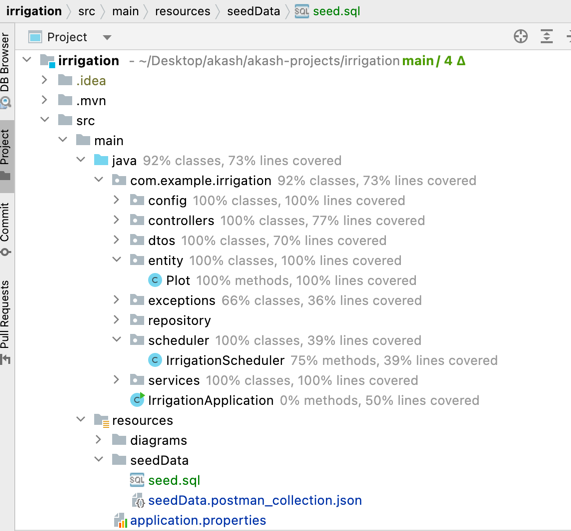 irrigation › src › main › resources › seedData › seed.sql
Project
irrigation - ~/Desktop/akash/akash-projects/irrigation main / 4 Δ
.idea
.mvn
src
main
java 92% classes, 73% lines covered
com.example.irrigation 92% classes, 73% lines covered
config 100% classes, 100% lines covered
controllers 100% classes, 77% lines covered
dtos 100% classes, 70% lines covered
entity 100% classes, 100% lines covered
Plot 100% methods, 100% lines covered
exceptions 66% classes, 36% lines covered
repository
scheduler 100% classes, 39% lines covered
IrrigationScheduler 75% methods, 39% lines covered
services 100% classes, 100% lines covered
IrrigationApplication 0% methods, 50% lines covered
resources
diagrams
seedData
seed.sql
seedData.postman_collection.json
application.properties
DB Browser
Project
Commit
Pull Requests